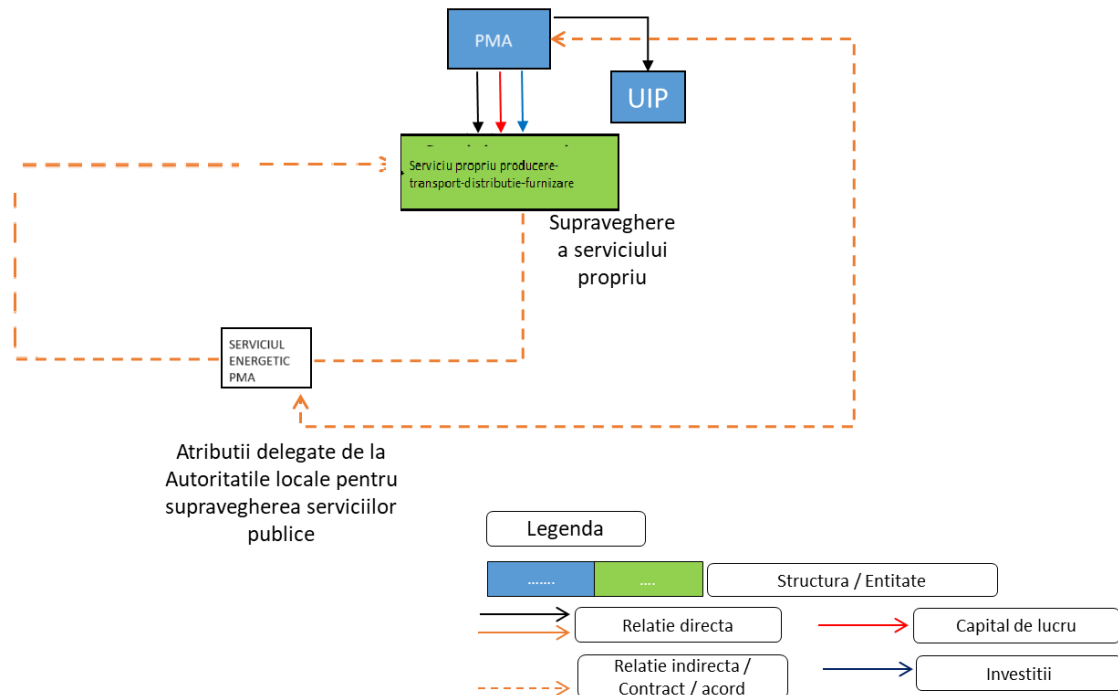 PMA
UIP
Serviciu propriu producere-
transport-distributie-furnizare
Supraveghere
a serviciului
propriu
SERVICIUL
ENERGETIC
PMA
Atributii delegate de la
Autoritatile locale pentru
supravegherea serviciilor
publice
Legenda
.......
....
Structura / Entitate
Relatie directa
Capital de lucru
Relatie indirecta /
Contract / acord
Investitii